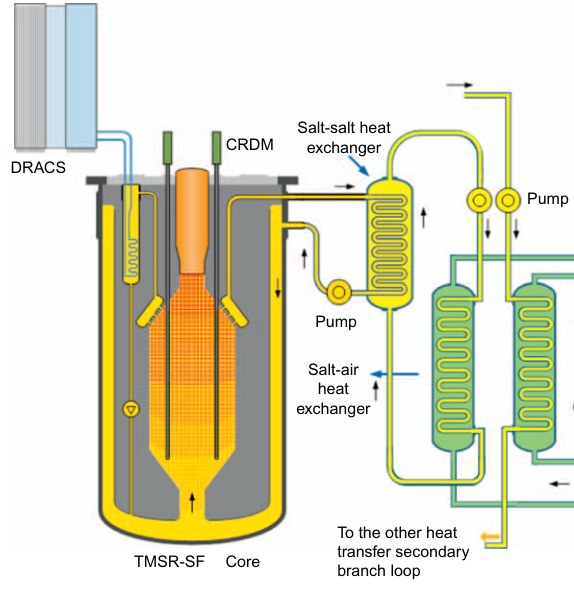 DRACS
CRDM
Salt-salt heat
exchanger
Pump
Pump
Salt-air
heat
exchanger
To the other heat
transfer secondary
branch loop
TMSR-SF Core